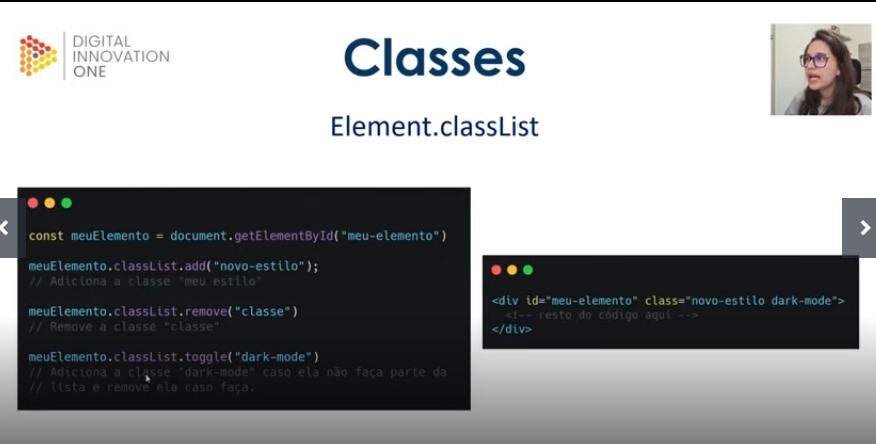 DIGITAL
INNOVATION
ONE
Classes
Element.classList
const meuElemento = document.getElementById("meu-elemento")
meuElemento.classList.add("novo-estilo");
// Adiciona a classe "meu estilo"
meuElemento.classList.remove("classe")
// Remove a classe "classe"
meuElemento.classList.toggle("dark-mode")
// Adiciona a classe "dark-mode" caso ela não faça parte da
// lista e remove ela caso faça.
<div id="meu-elemento" class="novo-estilo dark-mode">
<!-- resto do código aqui -->
</div>